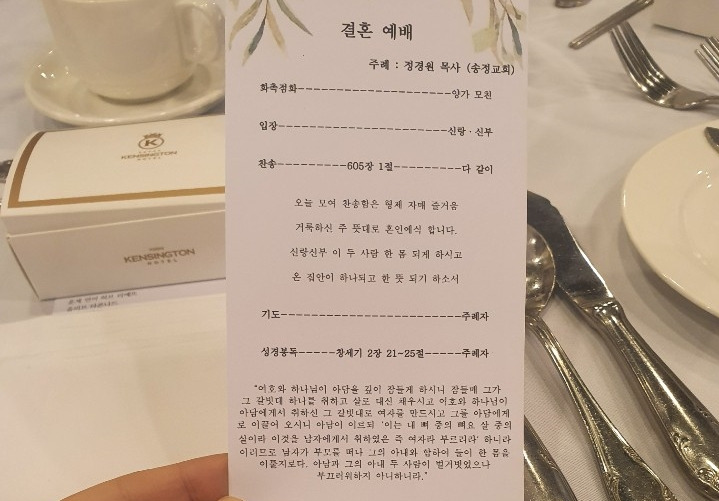 결혼 예배
주례 : 정경원 목사 (송정교회)
화촉점화--------------------양가 모친
입장----------------------신랑 · 신부
찬송---------605장 1절---------다 같이
오늘 모여 찬송함은 형제 자매 즐거움
거룩하신 주 뜻대로 혼인예식 합니다.
신랑신부 이 두 사람 한 몸 되게 하시고
온 집안이 하나되고 한 뜻 되기 하소서
기도-----------------------주례자
성경봉독-----창세기 2장 21~25절-----주례자
"여호와 하나님이 아담을 깊이 잠들게 하시니 잠들매 그가
그 갈빗대 하나를 취하고 살로 대신 채우시고 여호와 하나님이
아담에게서 취하신 그 갈빗대로 여자를 만드시고 그를 아담에게
로 이끌어 오시니 아담이 이르되 '이는 내 뼈 중의 뼈요 살 중의
살이라 이것을 남자에게서 취하였은 즉 여자라 부르리라' 하니라
이러므로 남자가 부모를 떠나 그의 아내와 합하여 둘이 한 몸을
이룰지로다. 아담과 그의 아내 두 사람이 벌거벗었으나
부끄러워하지 아니하니라."
K
KENSINGTON
HOTEL
KENSINGTON
HOTEL